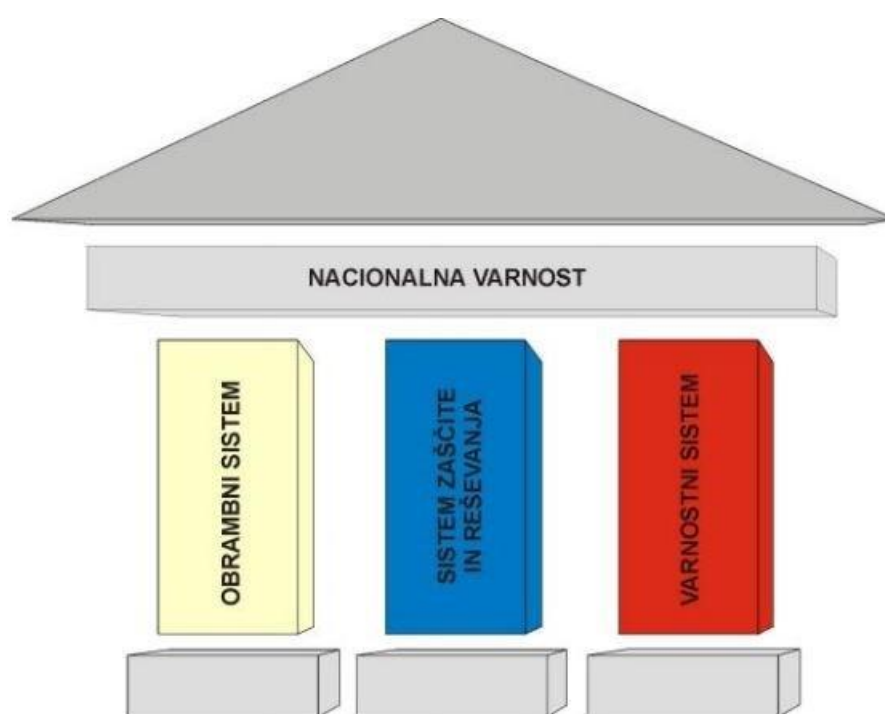 NACIONALNA VARNOST
OBRAMBNI SISTEM
SISTEM ZAŠČITE
IN REŠEVANJA
VARNOSTNI SISTEM